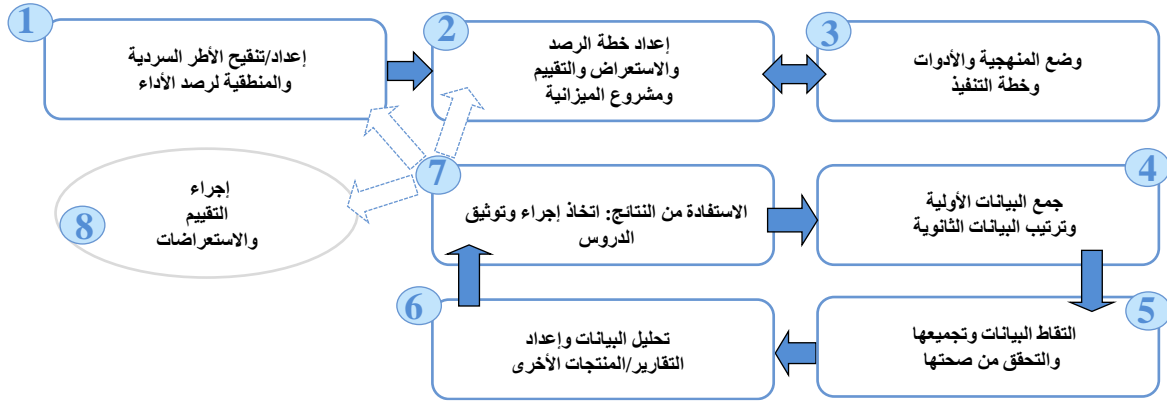 1
إعداد/تنقيح الأطر السردية
والمنطقية لرصد الأداء
2
إعداد خطة الرصد
والاستعراض والتقييم
ومشروع الميزانية
3
وضع المنهجية والأدوات
وخطة التنفيذ
4
جمع البيانات الأولية
وترتيب البيانات الثانوية
5
التقاط البيانات وتجميعها
والتحقق من صحتها
6
تحليل البيانات وإعداد
التقارير/المنتجات الأخرى
7
الاستفادة من النتائج: اتخاذ إجراء وتوثيق
الدروس
8
إجراء
التقييم
والاستعراضات